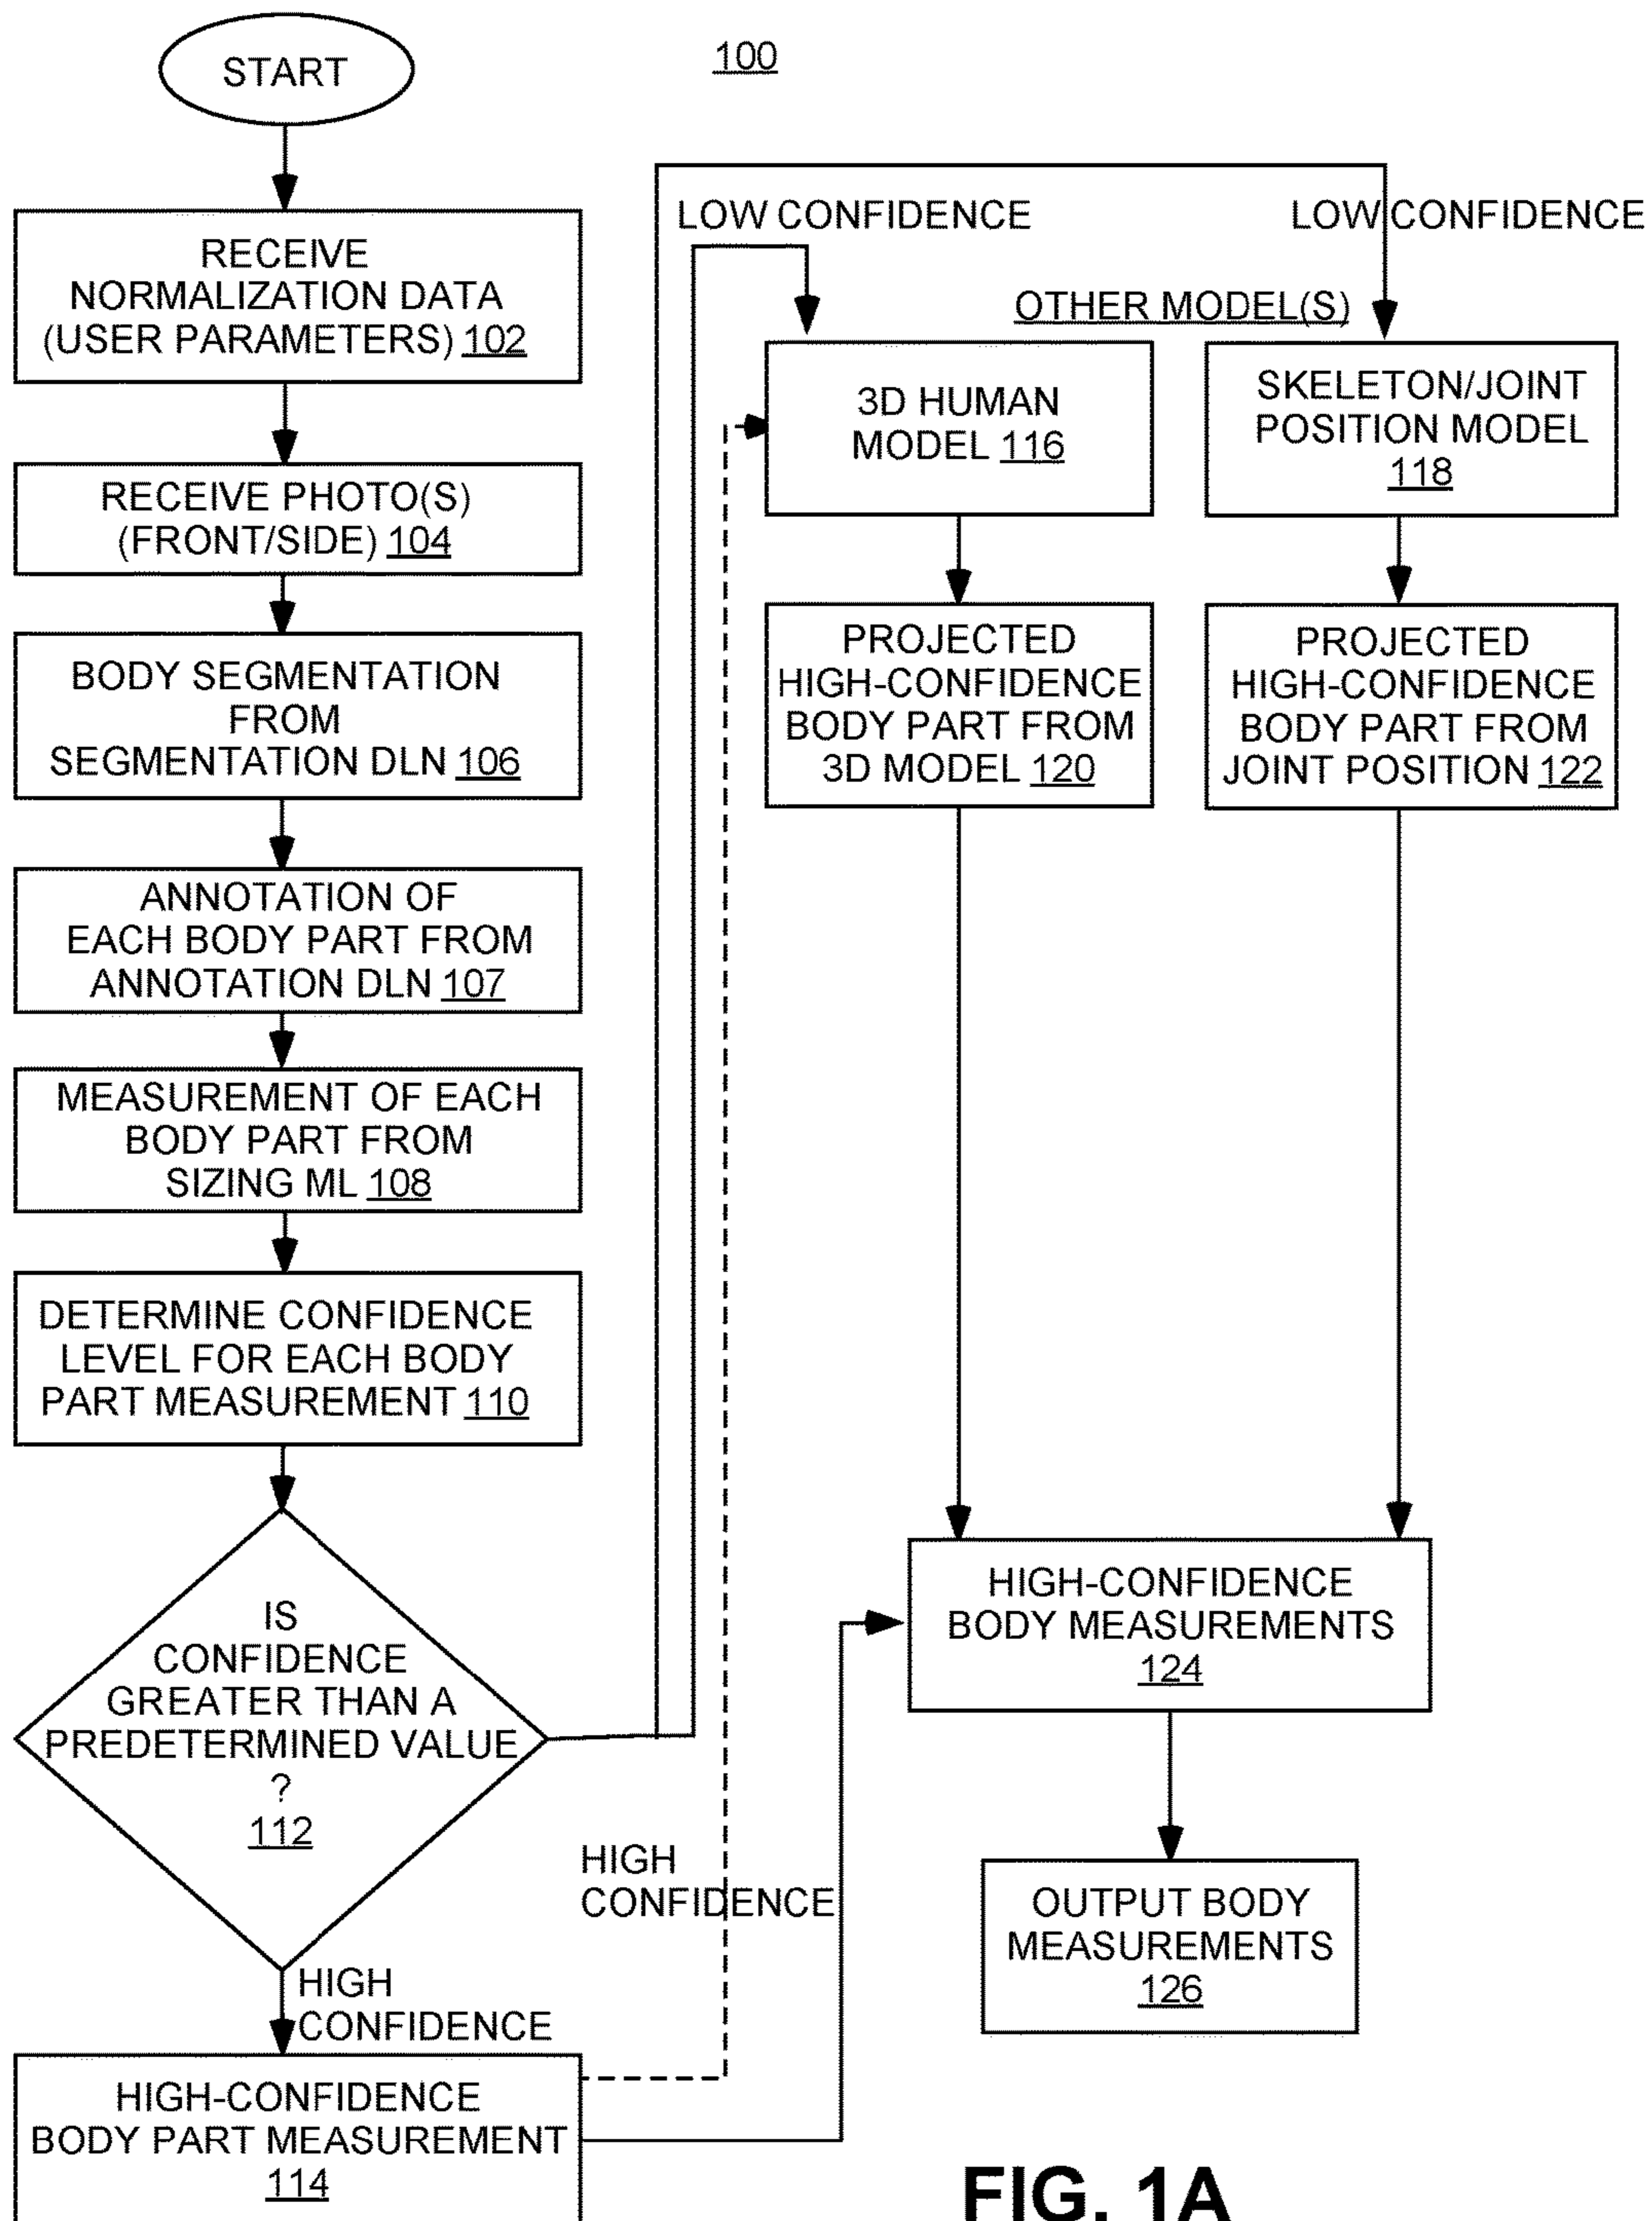 START
100
RECEIVE
NORMALIZATION DATA
(USER PARAMETERS) 102
RECEIVE PHOTO(S)
(FRONT/SIDE) 104
BODY SEGMENTATION
FROM
SEGMENTATION DLN 106
ANNOTATION OF
EACH BODY PART FROM
ANNOTATION DLN 107
MEASUREMENT OF EACH
BODY PART FROM
SIZING ML 108
DETERMINE CONFIDENCE
LEVEL FOR EACH BODY
PART MEASUREMENT 110
IS
CONFIDENCE
GREATER THAN A
PREDETERMINED VALUE
?
112
HIGH
CONFIDENCE
HIGH-CONFIDENCE
BODY PART MEASUREMENT
114
HIGH
CONFIDENCE
LOW CONFIDENCE
LOW CONFIDENCE
OTHER MODEL(S)
3D HUMAN
MODEL 116
SKELETON/JOINT
POSITION MODEL
118
PROJECTED
HIGH-CONFIDENCE
BODY PART FROM
3D MODEL 120
PROJECTED
HIGH-CONFIDENCE
BODY PART FROM
JOINT POSITION 122
HIGH-CONFIDENCE
BODY MEASUREMENTS
124
OUTPUT BODY
MEASUREMENTS
126
FIG. 1A